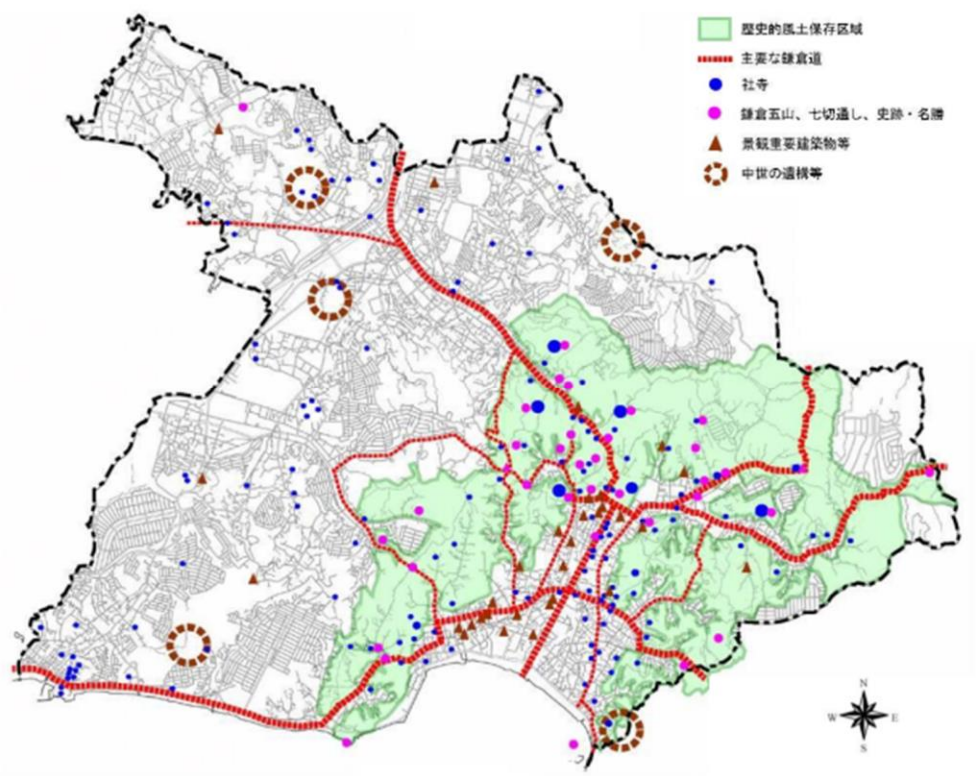 歴史的風土保存区域
主要な鎌倉道
社寺
鎌倉五山、七切通し、史跡・名勝
景観重要建築物等
中世の遺構等
N
W
E
S